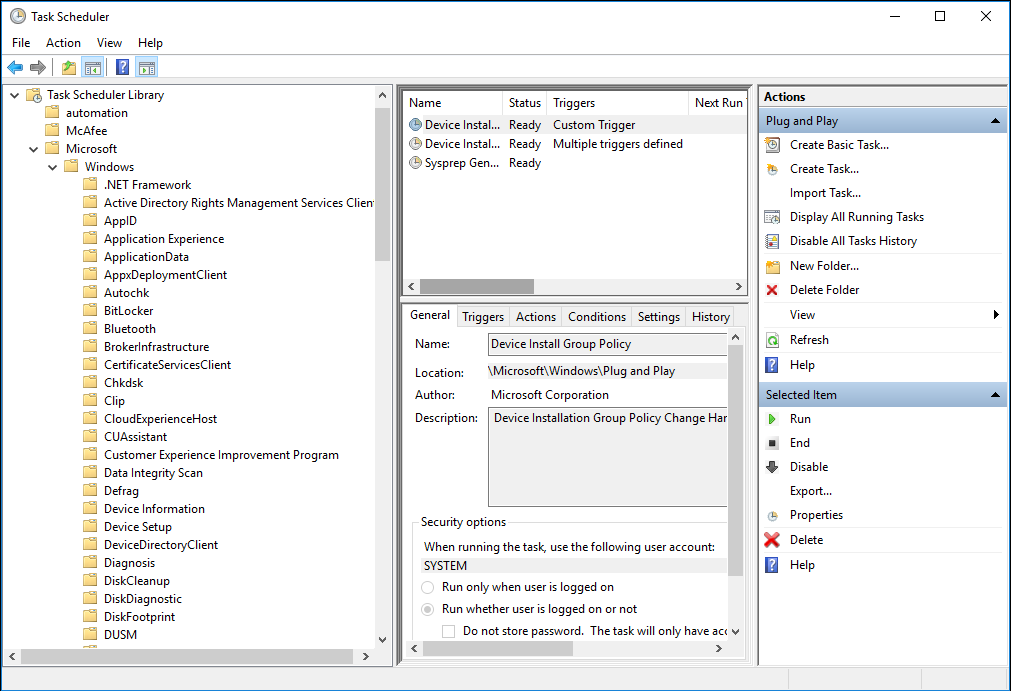 Task Scheduler
File Action View Help
Task Scheduler Library
automation
McAfee
Microsoft
Windows
.NET Framework
Active Directory Rights Management Services Client
AppID
Application Experience
ApplicationData
AppxDeploymentClient
Autochk
BitLocker
Bluetooth
BrokerInfrastructure
CertificateServicesClient
Chkdsk
Clip
CloudExperienceHost
CUAssistant
Customer Experience Improvement Program
Data Integrity Scan
Defrag
Device Information
Device Setup
DeviceDirectoryClient
Diagnosis
DiskCleanup
DiskDiagnostic
DiskFootprint
DUSM
Name Status Triggers Next Run
Device Instal... Ready Custom Trigger
Device Instal... Ready Multiple triggers defined
Sysprep Gen... Ready
General Triggers Actions Conditions Settings History
Name: Device Install Group Policy
Location: \Microsoft\Windows\Plug and Play
Author: Microsoft Corporation
Description: Device Installation Group Policy Change Har
Security options
When running the task, use the following user account:
SYSTEM
Run only when user is logged on
Run whether user is logged on or not
Do not store password. The task will only have acc
Actions
Plug and Play
Create Basic Task...
Create Task...
Import Task...
Display All Running Tasks
Disable All Tasks History
New Folder...
Delete Folder
View
Refresh
Help
Selected Item
Run
End
Disable
Export...
Properties
Delete
Help